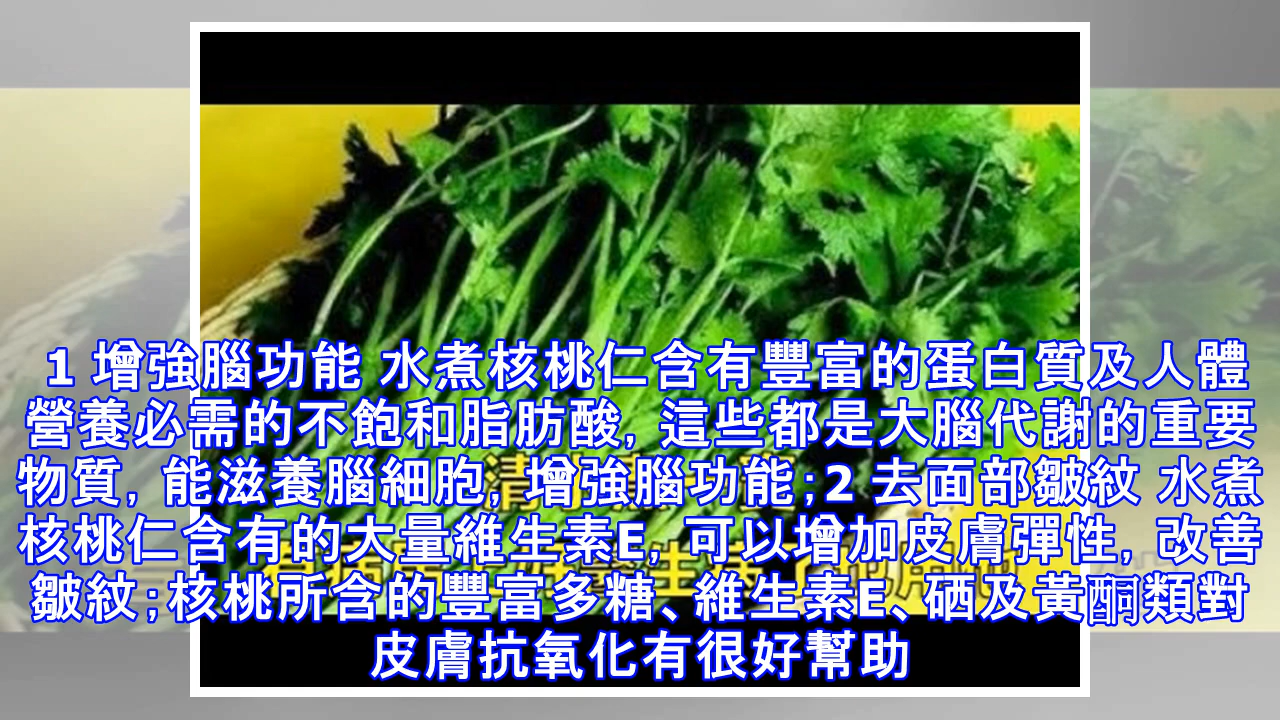 1 增強腦功能 水煮核桃仁含有豐富的蛋白質及人體
營養必需的不飽和脂肪酸, 這些都是大腦代謝的重要
物質, 能滋養腦細胞, 增強腦功能;2 去面部皺紋 水煮
核桃仁含有的大量維生素E, 可以增加皮膚彈性, 改善
皺紋;核桃所含的豐富多糖、維生素E、硒及黃酮類對
皮膚抗氧化有很好幫助